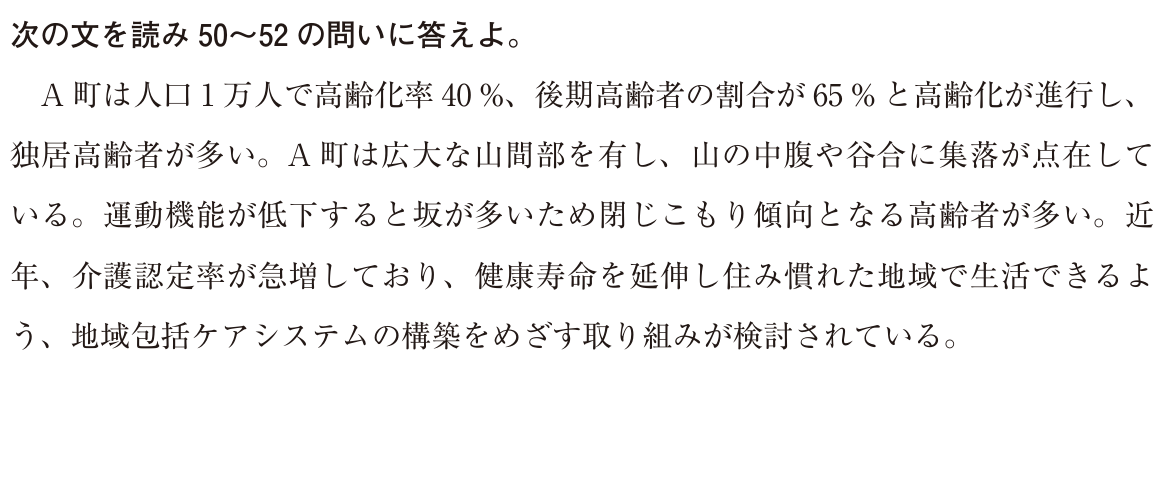 次の文を読み 50〜52 の問いに答えよ。
　A 町は人口 1 万人で高齢化率 40 %、後期高齢者の割合が 65 % と高齢化が進行し、
独居高齢者が多い。A 町は広大な山間部を有し、山の中腹や谷合に集落が点在して
いる。運動機能が低下すると坂が多いため閉じこもり傾向となる高齢者が多い。近
年、介護認定率が急増しており、健康寿命を延伸し住み慣れた地域で生活できるよ
う、地域包括ケアシステムの構築をめざす取り組みが検討されている。